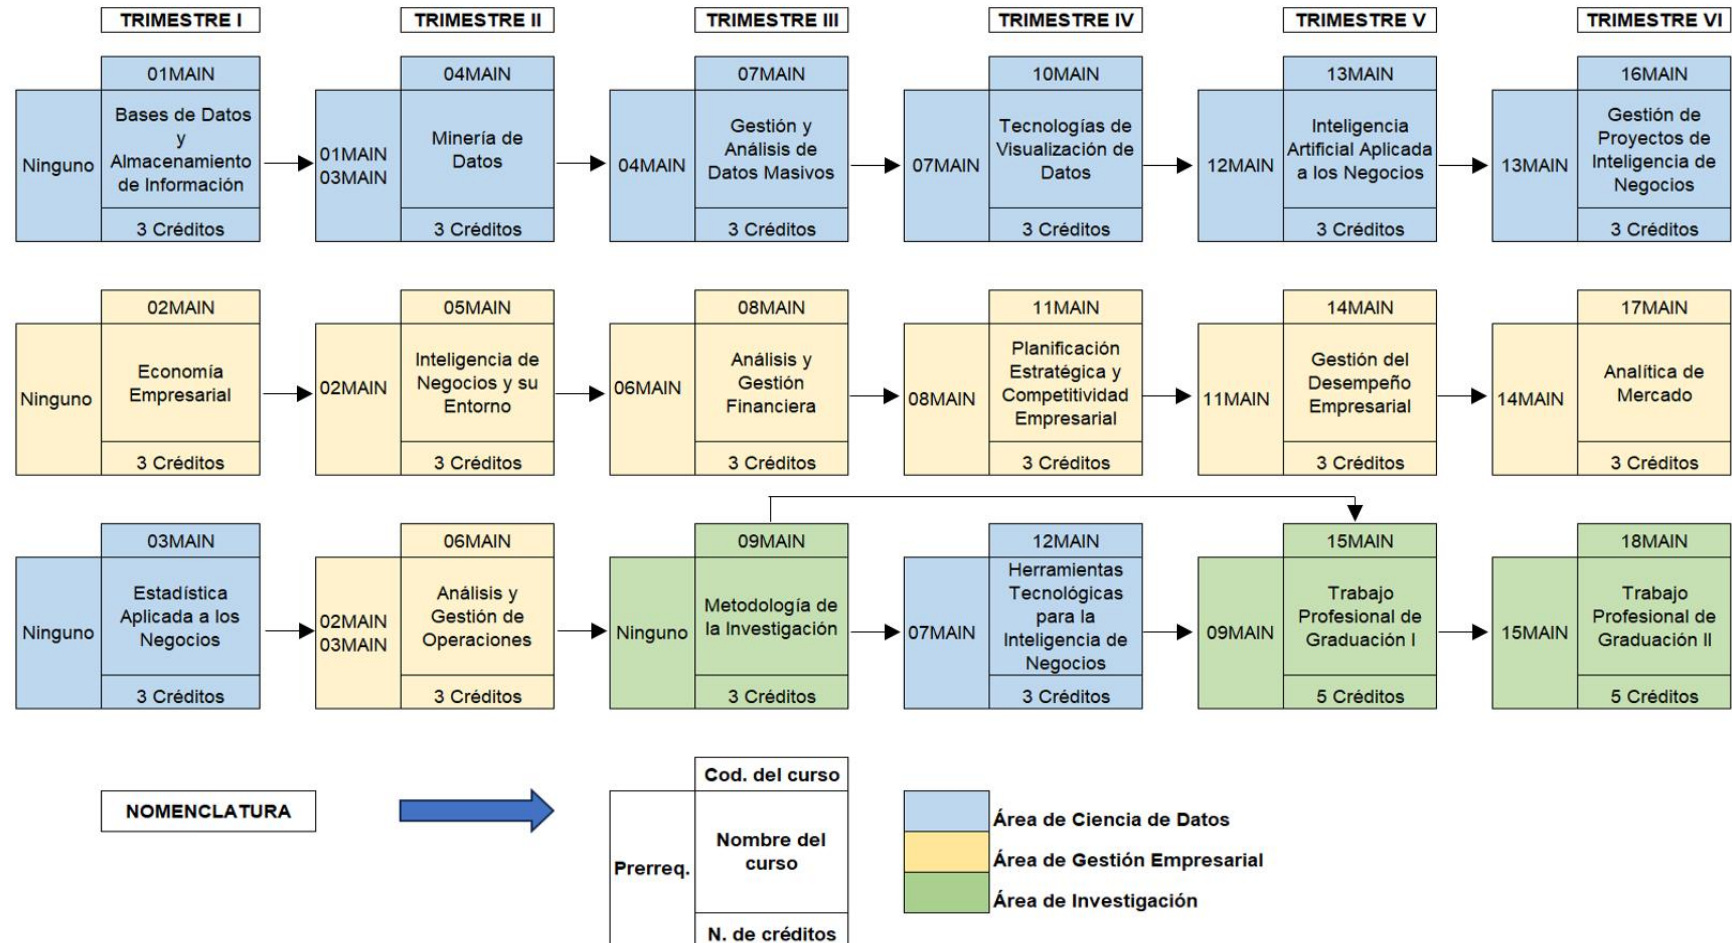 TRIMESTRE I
TRIMESTRE II
TRIMESTRE III
TRIMESTRE IV
TRIMESTRE V
TRIMESTRE VI
Ninguno
01MAIN
Bases de Datos
y
Almacenamiento
de Información
3 Créditos
01MAIN
03MAIN
04MAIN
Minería de
Datos
3 Créditos
04MAIN
07MAIN
Gestión y
Análisis de
Datos Masivos
3 Créditos
07MAIN
10MAIN
Tecnologías de
Visualización de
Datos
3 Créditos
12MAIN
13MAIN
Inteligencia
Artificial Aplicada
a los Negocios
3 Créditos
13MAIN
16MAIN
Gestión de
Proyectos de
Inteligencia de
Negocios
3 Créditos
Ninguno
02MAIN
Economía
Empresarial
3 Créditos
02MAIN
05MAIN
Inteligencia de
Negocios y su
Entorno
3 Créditos
06MAIN
08MAIN
Análisis y
Gestión
Financiera
3 Créditos
08MAIN
11MAIN
Planificación
Estratégica y
Competitividad
Empresarial
3 Créditos
11MAIN
14MAIN
Gestión del
Desempeño
Empresarial
3 Créditos
14MAIN
17MAIN
Analítica de
Mercado
3 Créditos
Ninguno
03MAIN
Estadística
Aplicada a los
Negocios
3 Créditos
02MAIN
03MAIN
06MAIN
Análisis y
Gestión de
Operaciones
3 Créditos
Ninguno
09MAIN
Metodología de
la Investigación
3 Créditos
07MAIN
12MAIN
Herramientas
Tecnológicas
para la
Inteligencia de
Negocios
3 Créditos
09MAIN
15MAIN
Trabajo
Profesional de
Graduación I
5 Créditos
15MAIN
18MAIN
Trabajo
Profesional de
Graduación II
5 Créditos
NOMENCLATURA
Prerreq.
Cod. del curso
Nombre del
curso
N. de créditos
Área de Ciencia de Datos
Área de Gestión Empresarial
Área de Investigación